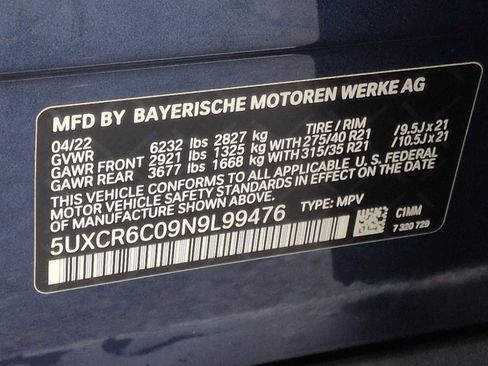 MFD BY BAYERISCHE MOTOREN WERKE AG
04/22 TIRE / RIM
GVWR 6232 lbs 2827 kg
GAWR FRONT 2921 lbs 1325 kg WITH 275/40 R21 /9.5J x 21
GAWR REAR 3677 lbs 1668 kg WITH 315/35 R21 /10.5J x 21
THIS VEHICLE CONFORMS TO ALL APPLICABLE U. S. FEDERAL
MOTOR VEHICLE SAFETY STANDARDS IN EFFECT ON THE DATE OF MANUFACTURE SHOWN ABOVE.
5UXCR6C09N9L99476 TYPE: MPV
C1MM
7 320 729